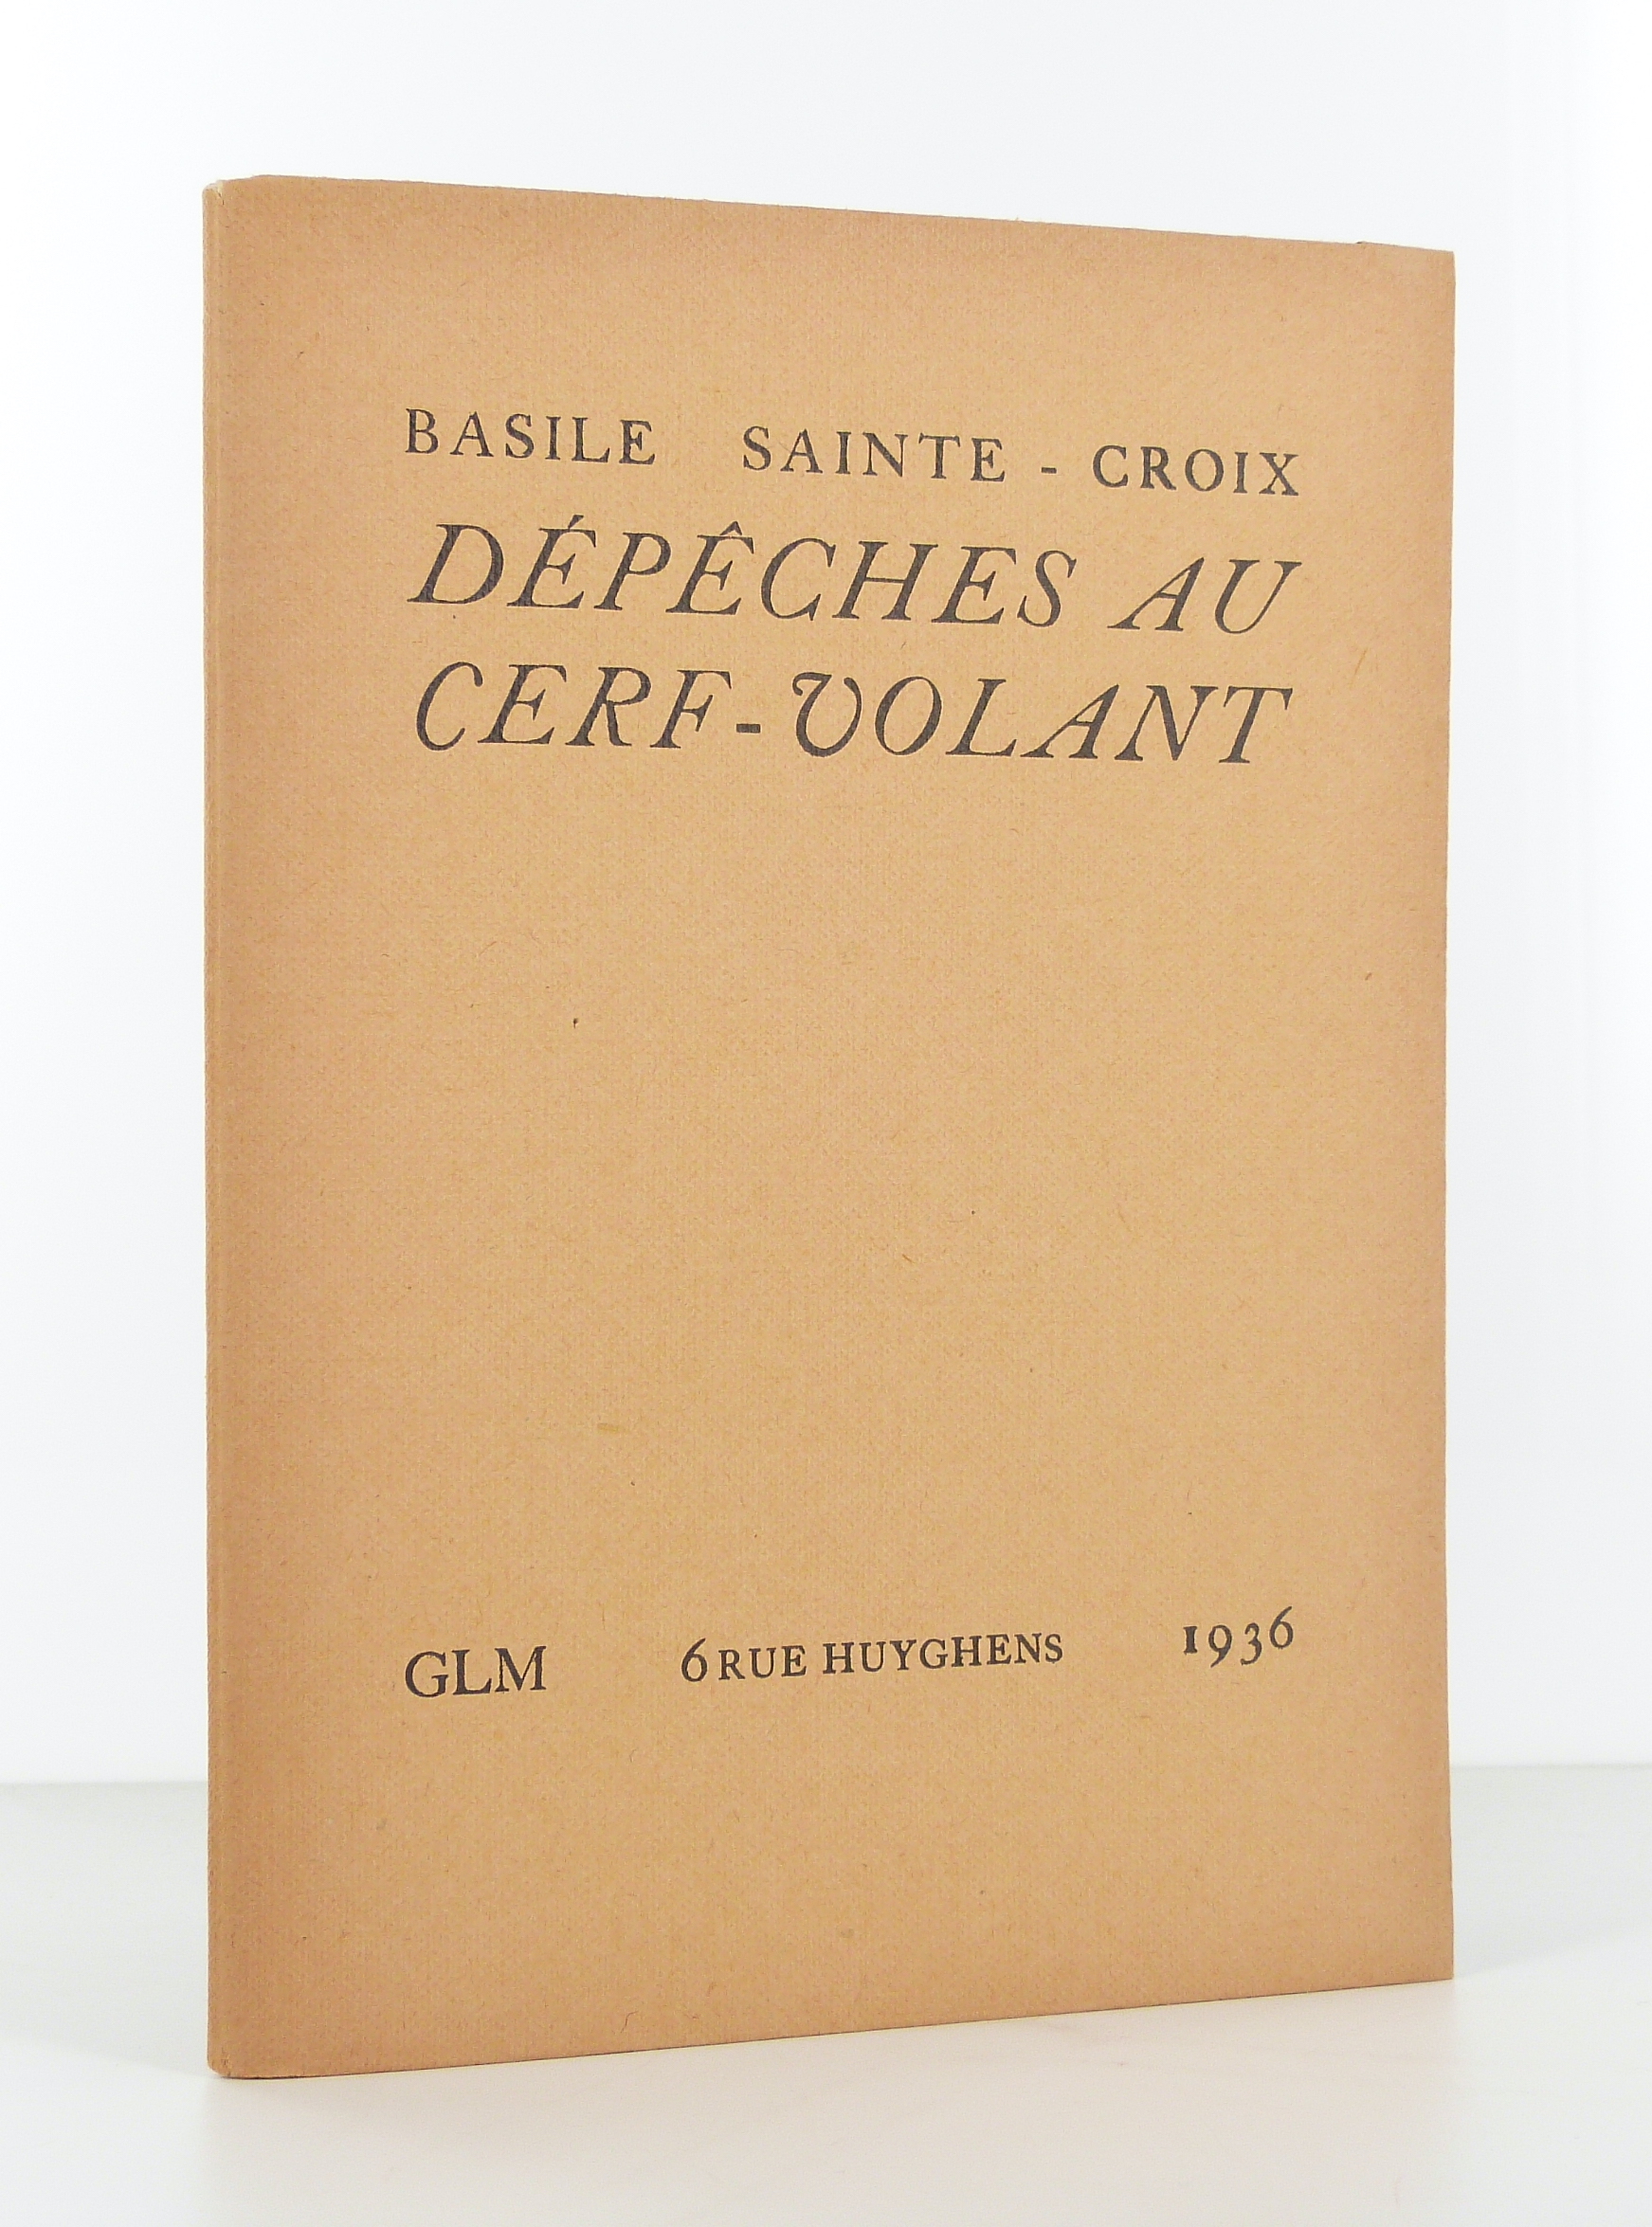 BASILE SAINTE - CROIX
DÉPÊCHES AU
CERF-VOLANT
GLM 6 RUE HUYGHENS 1936